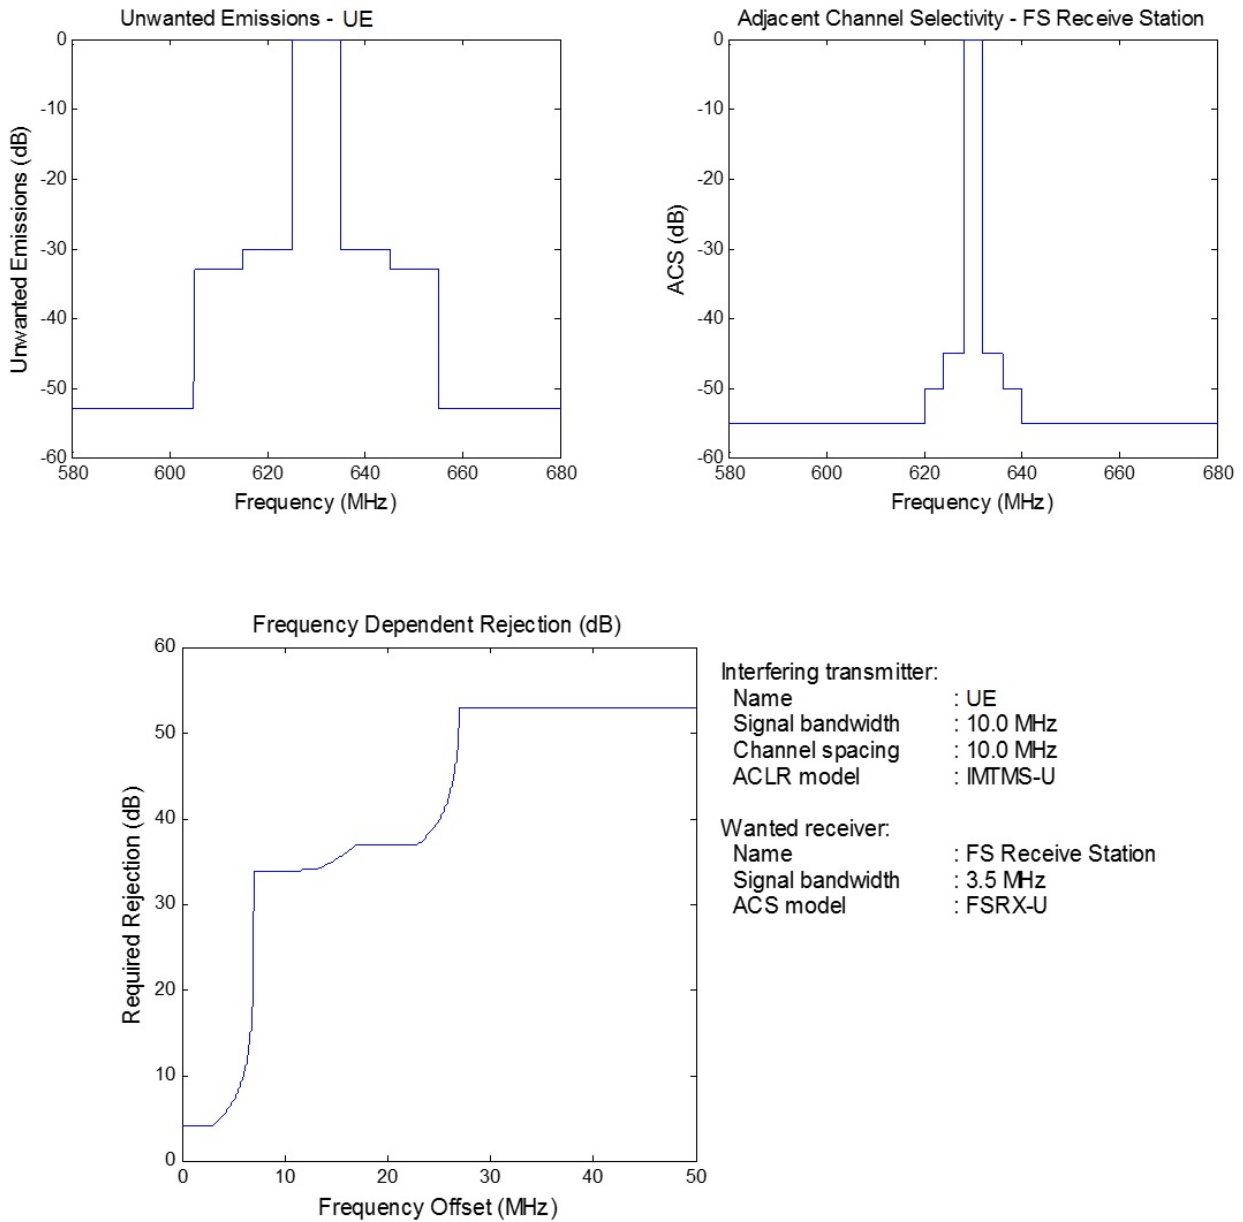 Unwanted Emissions - UE
0
-10
-20
-30
-40
-50
-60
580 600 620 640 660 680
Unwanted Emissions (dB)
Frequency (MHz)
Adjacent Channel Selectivity - FS Receive Station
0
-10
-20
-30
-40
-50
-60
580 600 620 640 660 680
ACS (dB)
Frequency (MHz)
Frequency Dependent Rejection (dB)
60
50
40
30
20
10
0
0 10 20 30 40 50
Required Rejection (dB)
Frequency Offset (MHz)
Interfering transmitter:
Name : UE
Signal bandwidth : 10.0 MHz
Channel spacing : 10.0 MHz
ACLR model : IMTMS-U
Wanted receiver:
Name : FS Receive Station
Signal bandwidth : 3.5 MHz
ACS model : FSRX-U